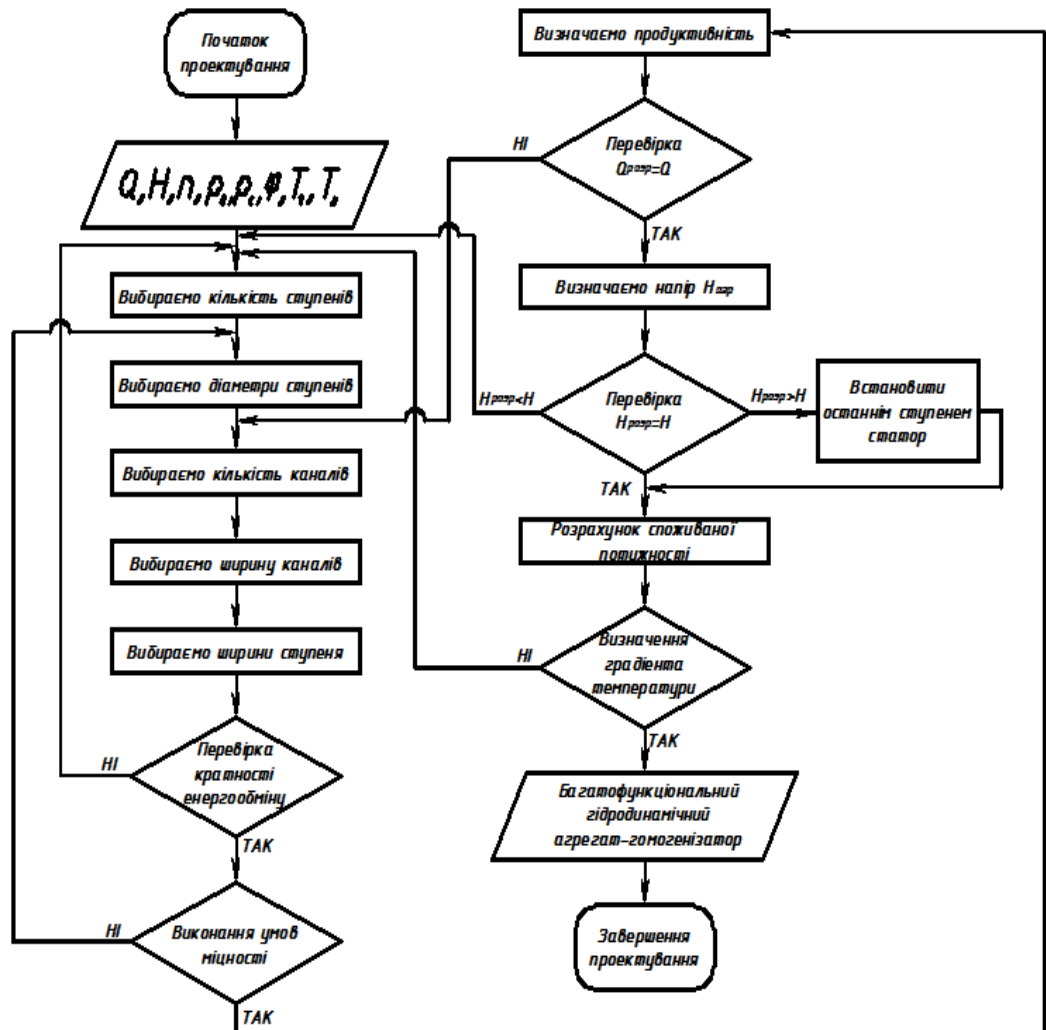 Початок
проектування
Вибираємо кількість ступенів
Вибираємо діаметри ступенів
Вибираємо кількість каналів
Вибираємо ширину каналів
Вибираємо ширини ступеня
Перевірка
кратності
енергообміну
НІ
ТАК
Виконання умов
міцності
НІ
ТАК
Визначаємо продуктивність
Перевірка
Qрозр=Q
НІ
ТАК
Визначаємо напір
Перевірка
Hрозр=H
Hрозр<H
Hрозр>H
Встановити
останнім ступенем
статор
ТАК
Розрахунок споживаної
потижності
Визначення
градієнта
температури
НІ
ТАК
Багатофункціональний
гідродинамічний
агрегат-гомогенізатор
Завершення
проектування